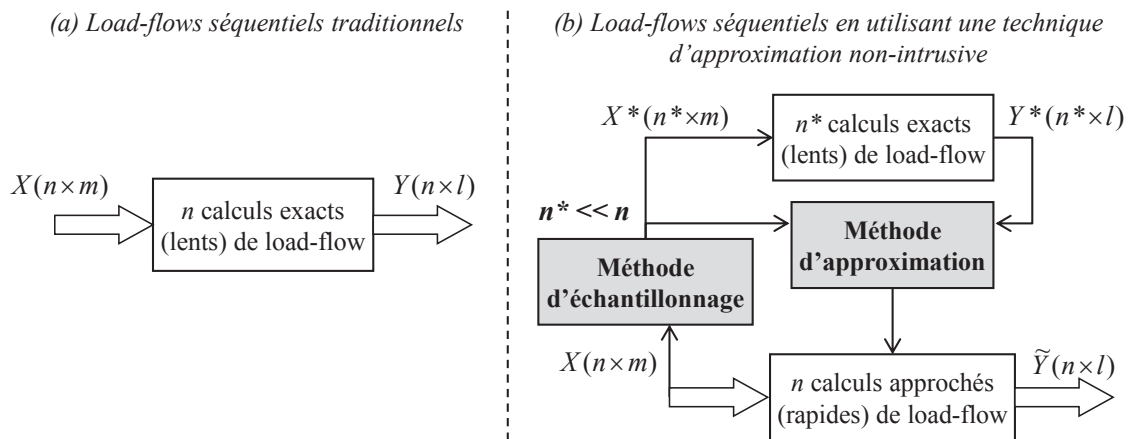 (a) Load-flows séquentiels traditionnels
X(n×m)
n calculs exacts
(lents) de load-flow
Y(n×l)
(b) Load-flows séquentiels en utilisant une technique
d'approximation non-intrusive
X*(n*×m)
n* calculs exacts
(lents) de load-flow
Y*(n*×l)
n* << n
Méthode
d'approximation
Méthode
d'échantillonnage
X(n×m)
n calculs approchés
(rapides) de load-flow
Ỹ(n×l)